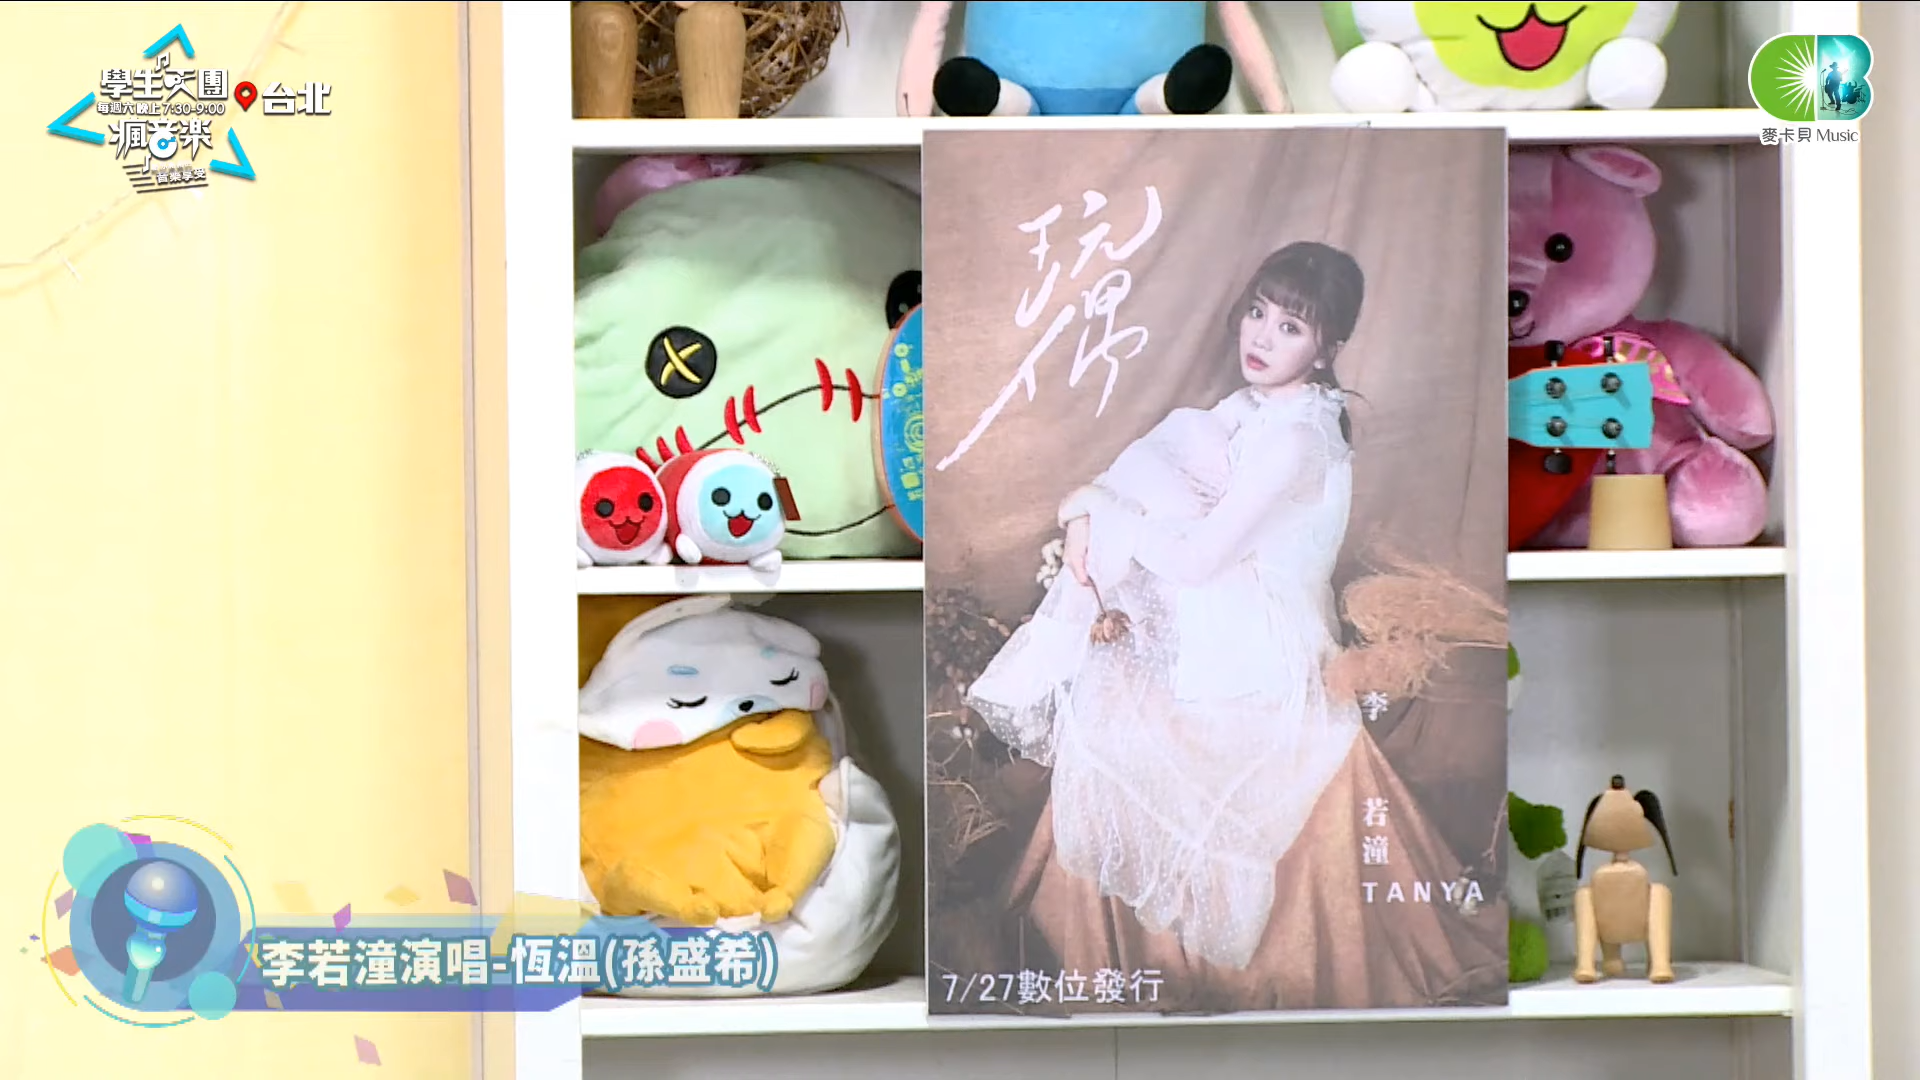 學生天團
台北
每週六晚上7:30-9:00
瘋音樂
音樂享受
麥卡貝 Music
玩偶
李
若
潼
TANYA
7/27數位發行
李若潼演唱-恆溫(孫盛希)